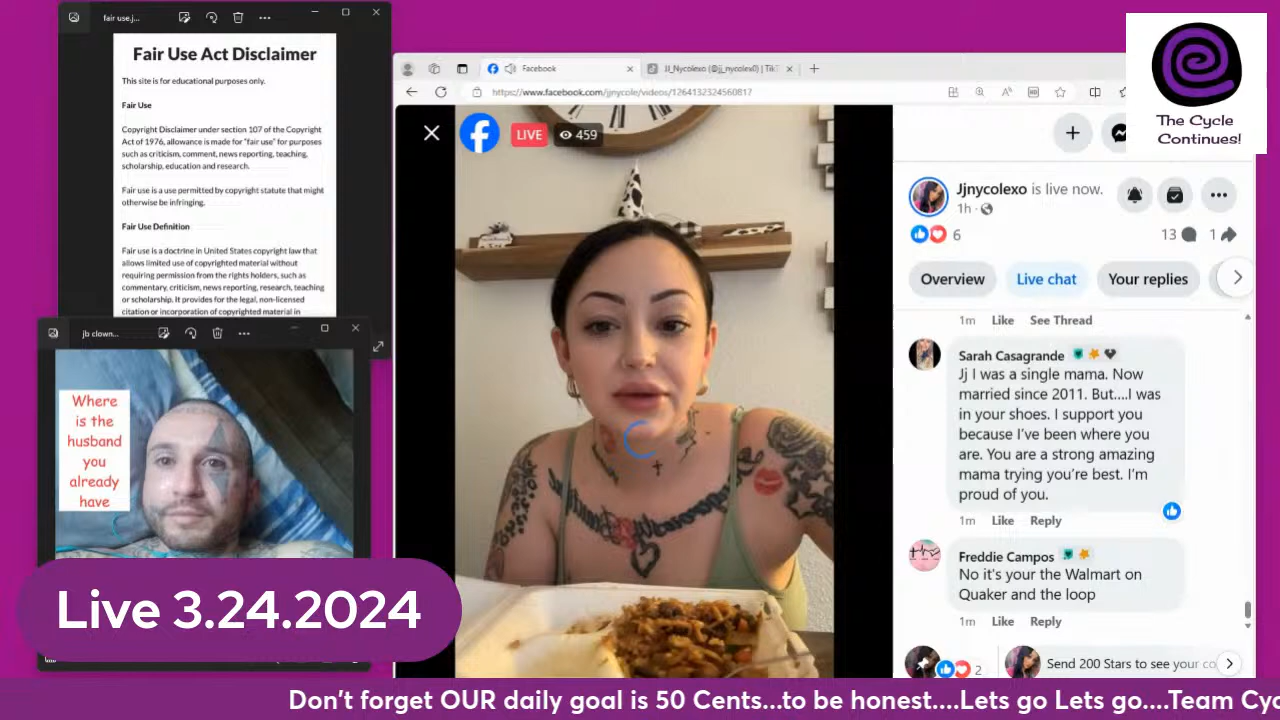 fair use.j...
Fair Use Act Disclaimer
This site is for educational purposes only.
Fair Use
Copyright Disclaimer under section 107 of the Copyright
Act of 1976, allowance is made for "fair use" for purposes
such as criticism, comment, news reporting, teaching,
scholarship, education and research.
Fair use is a use permitted by copyright statute that might
otherwise be infringing.
Fair Use Definition
Fair use is a doctrine in United States copyright law that
allows limited use of copyrighted material without
requiring permission from the rights holders, such as
commentary, criticism, news reporting, research, teaching
or scholarship. It provides for the legal, non-licensed
citation or incorporation of copyrighted material in
jb clown...
Where
is the
husband
you
already
have
Live 3.24.2024
Facebook
JJ_Nycolexo (@jj_nycolex0) | Tik
https://www.facebook.com/jjnycole/videos/1264132324560817
LIVE
459
The Cycle
Continues!
Jjnycolexo is live now.
1h
6
13
1
Overview
Live chat
Your replies
1m Like See Thread
Sarah Casagrande
Jj I was a single mama. Now
married since 2011. But....I was
in your shoes. I support you
because I've been where you
are. You are a strong amazing
mama trying you're best. I'm
proud of you.
1m Like Reply
Freddie Campos
No it's your the Walmart on
Quaker and the loop
1m Like Reply
2
Send 200 Stars to see your co
Don't forget OUR daily goal is 50 Cents...to be honest....Lets go Lets go....Team Cyc